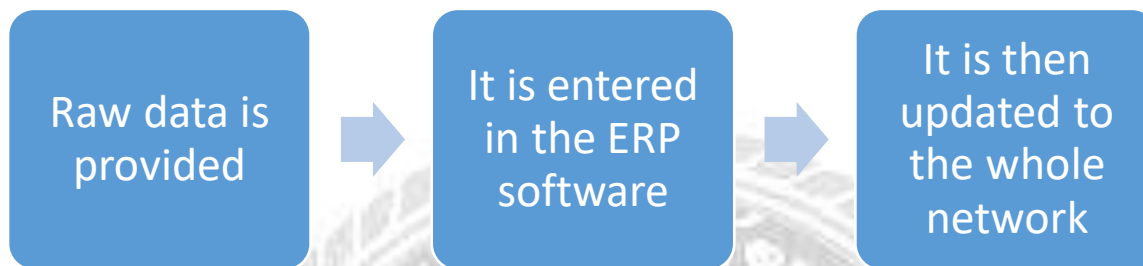 Raw data is
provided
It is entered
in the ERP
software
It is then
updated to
the whole
network